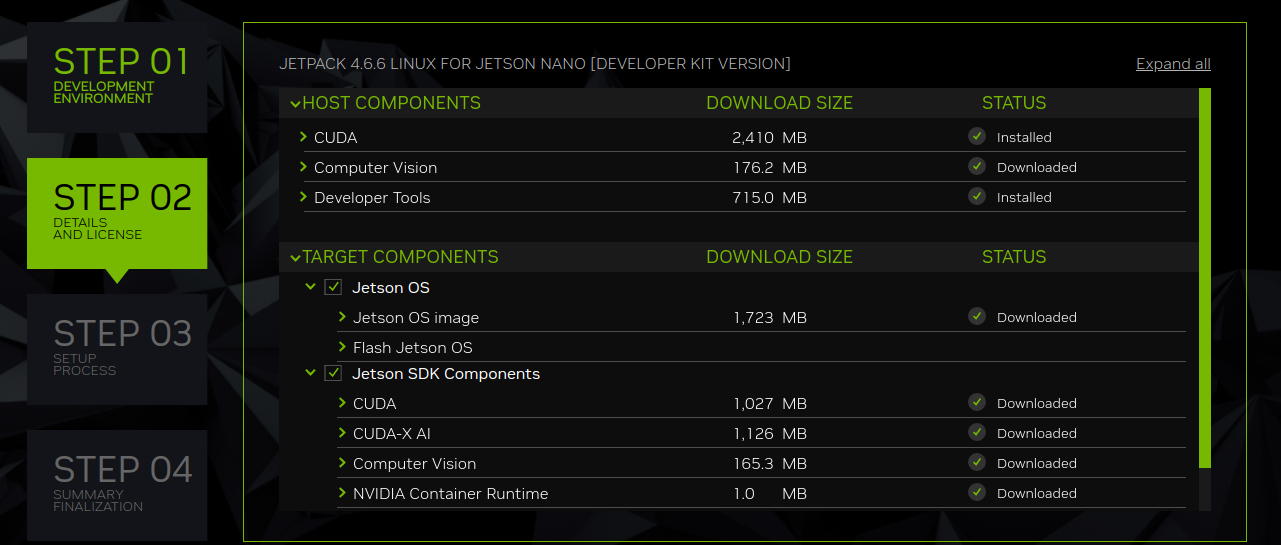 STEP 01
DEVELOPMENT
ENVIRONMENT
STEP 02
DETAILS
AND LICENSE
STEP 03
SETUP
PROCESS
STEP 04
SUMMARY
FINALIZATION
JETPACK 4.6.6 LINUX FOR JETSON NANO [DEVELOPER KIT VERSION] Expand all
HOST COMPONENTS DOWNLOAD SIZE STATUS
CUDA 2,410 MB Installed
Computer Vision 176.2 MB Downloaded
Developer Tools 715.0 MB Installed
TARGET COMPONENTS DOWNLOAD SIZE STATUS
Jetson OS
Jetson OS image 1,723 MB Downloaded
Flash Jetson OS
Jetson SDK Components
CUDA 1,027 MB Downloaded
CUDA-X AI 1,126 MB Downloaded
Computer Vision 165.3 MB Downloaded
NVIDIA Container Runtime 1.0 MB Downloaded